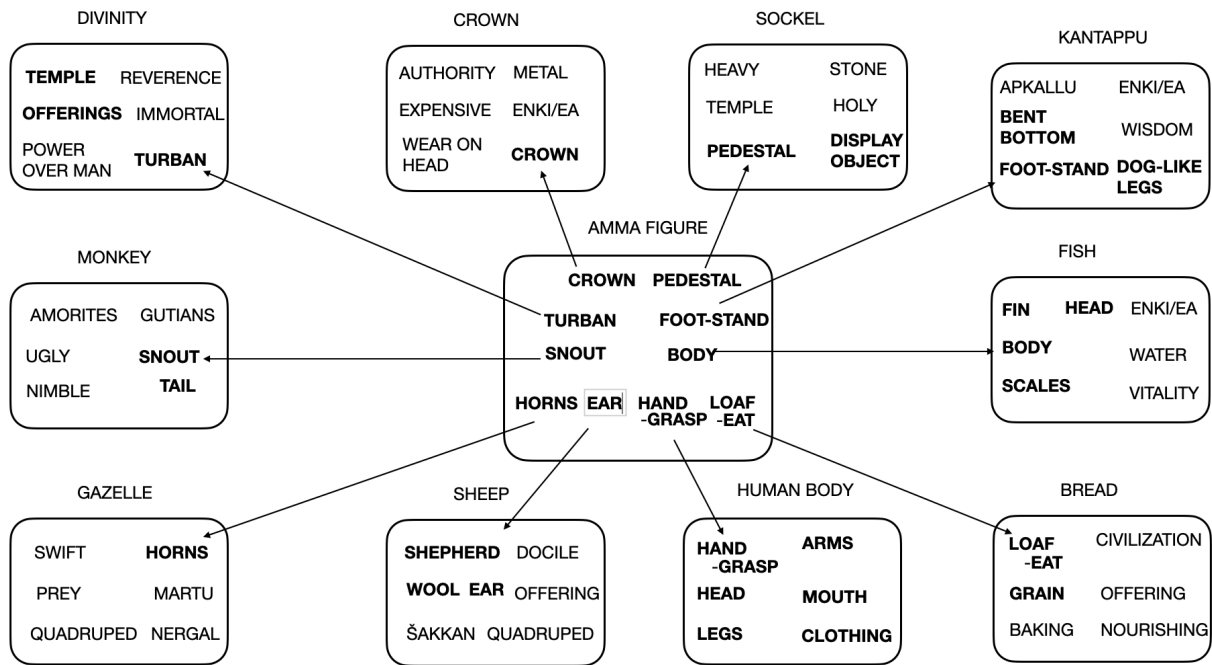 DIVINITY
TEMPLE REVERENCE
OFFERINGS IMMORTAL
POWER
OVER MAN
TURBAN
CROWN
AUTHORITY METAL
EXPENSIVE ENKI/EA
WEAR ON
HEAD
CROWN
SOCKEL
HEAVY STONE
TEMPLE HOLY
PEDESTAL
DISPLAY
OBJECT
KANTAPPU
APKALLU ENKI/EA
BENT
BOTTOM
WISDOM
FOOT-STAND
DOG-LIKE
LEGS
MONKEY
AMORITES GUTIANS
UGLY SNOUT
NIMBLE TAIL
AMMA FIGURE
CROWN PEDESTAL
TURBAN FOOT-STAND
SNOUT BODY
HORNS EAR
HAND
-GRASP
LOAF
-EAT
FISH
FIN HEAD ENKI/EA
BODY WATER
SCALES VITALITY
GAZELLE
SWIFT HORNS
PREY MARTU
QUADRUPED NERGAL
SHEEP
SHEPHERD DOCILE
WOOL EAR OFFERING
ŠAKKAN QUADRUPED
HUMAN BODY
HAND
-GRASP
ARMS
HEAD MOUTH
LEGS CLOTHING
BREAD
LOAF
-EAT
CIVILIZATION
GRAIN OFFERING
BAKING NOURISHING